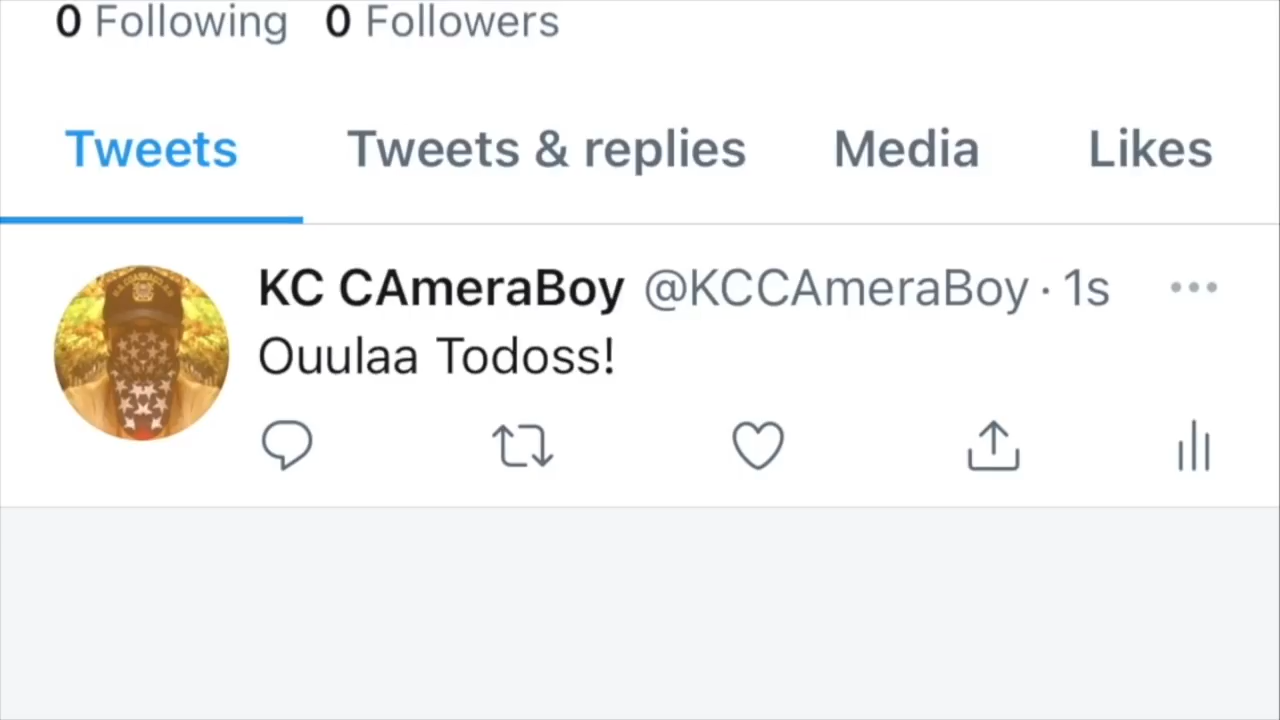 0 Following 0 Followers
Tweets Tweets & replies Media Likes
KC CAmeraBoy @KCCAmeraBoy · 1s
Ouulaa Todoss!